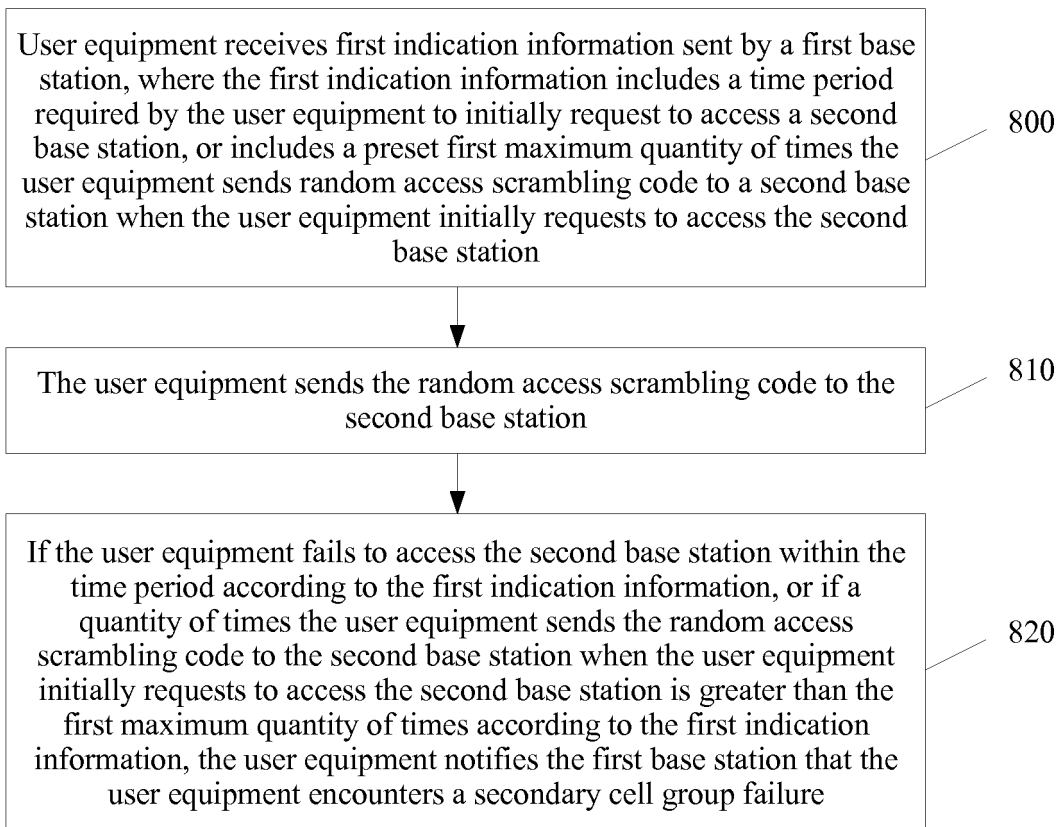 User equipment receives first indication information sent by a first base
station, where the first indication information includes a time period
required by the user equipment to initially request to access a second
base station, or includes a preset first maximum quantity of times the
user equipment sends random access scrambling code to a second base
station when the user equipment initially requests to access the second
base station
800
The user equipment sends the random access scrambling code to the
second base station
810
If the user equipment fails to access the second base station within the
time period according to the first indication information, or if a
quantity of times the user equipment sends the random access
scrambling code to the second base station when the user equipment
initially requests to access the second base station is greater than the
first maximum quantity of times according to the first indication
information, the user equipment notifies the first base station that the
user equipment encounters a secondary cell group failure
820